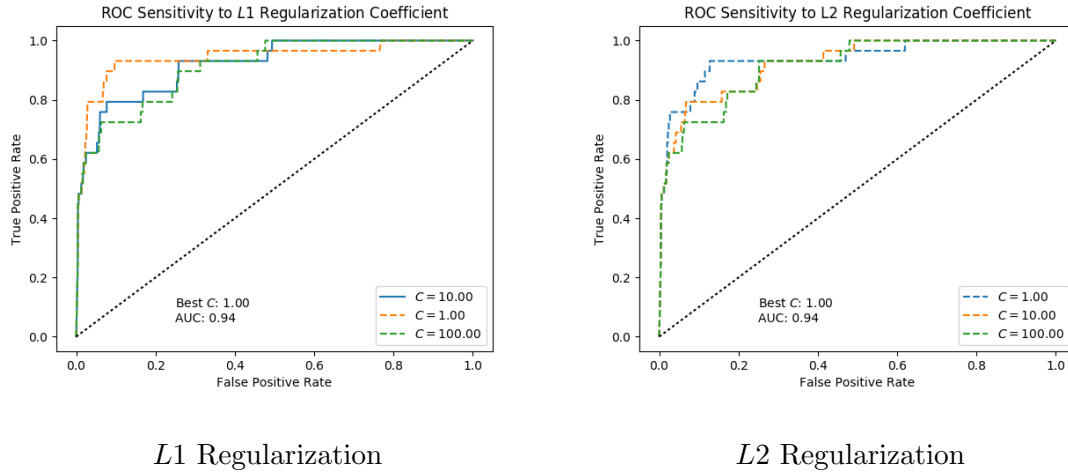 ROC Sensitivity to L1 Regularization Coefficient
True Positive Rate
1.0
0.8
0.6
0.4
0.2
0.0
Best C: 1.00
AUC: 0.94
C = 10.00
C = 1.00
C = 100.00
0.0 0.2 0.4 0.6 0.8 1.0
False Positive Rate
L1 Regularization
ROC Sensitivity to L2 Regularization Coefficient
True Positive Rate
1.0
0.8
0.6
0.4
0.2
0.0
Best C: 1.00
AUC: 0.94
C = 1.00
C = 10.00
C = 100.00
0.0 0.2 0.4 0.6 0.8 1.0
False Positive Rate
L2 Regularization